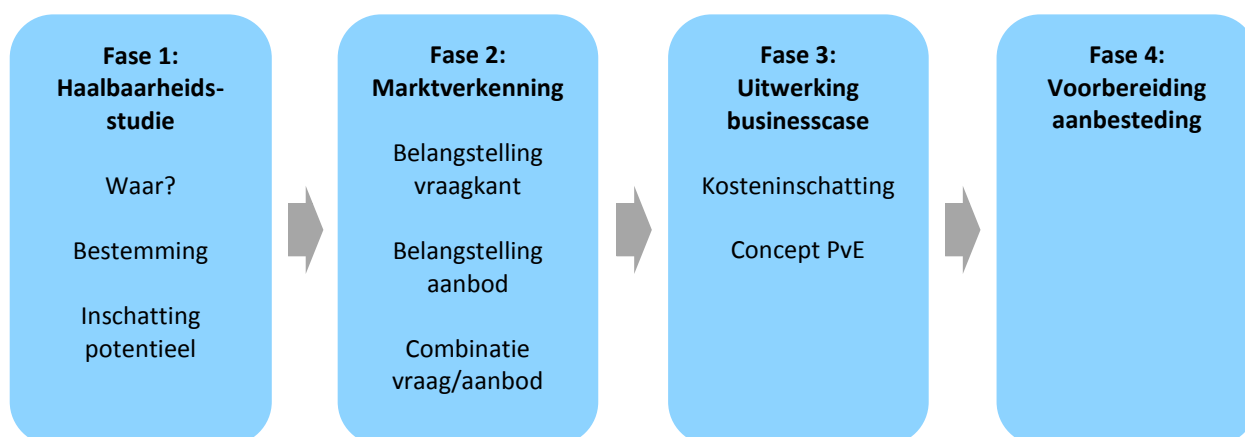 Fase 1:
Haalbaarheids-
studie
Waar?
Bestemming
Inschatting
potentieel
Fase 2:
Marktverkenning
Belangstelling
vraagkant
Belangstelling
aanbod
Combinatie
vraag/aanbod
Fase 3:
Uitwerking
businesscase
Kosteninschatting
Concept PvE
Fase 4:
Voorbereiding
aanbesteding